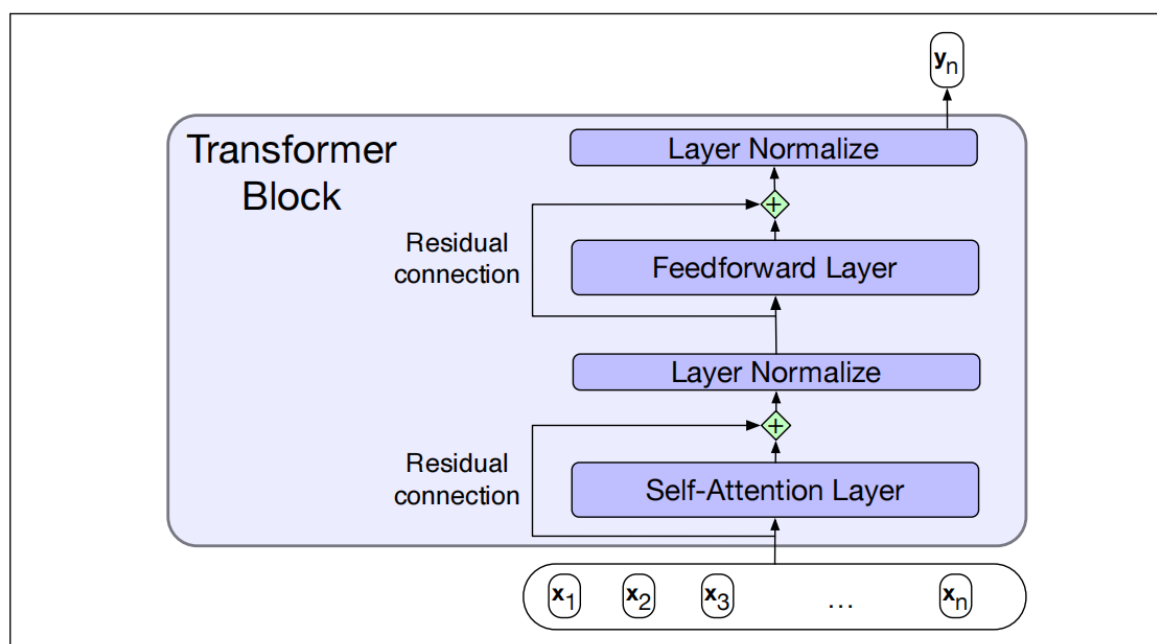 yn
Layer Normalize
Transformer
Block
+
Residual
connection
Feedforward Layer
Layer Normalize
+
Residual
connection
Self-Attention Layer
x1 x2 x3 ... xn